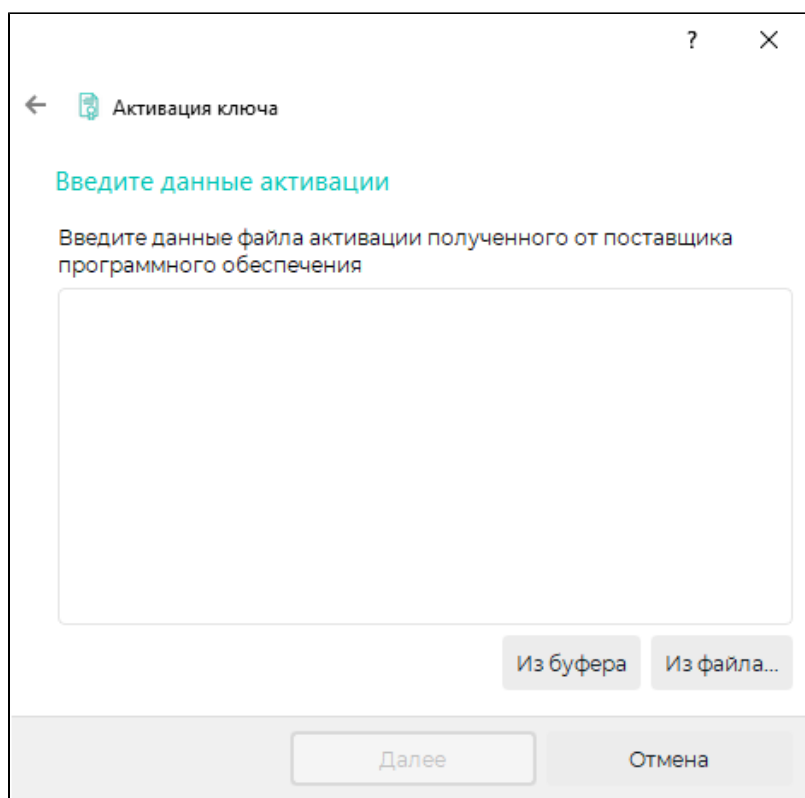 ?
Активация ключа
Введите данные активации
Введите данные файла активации полученного от поставщика
программного обеспечения
Из буфера Из файла...
Далее Отмена